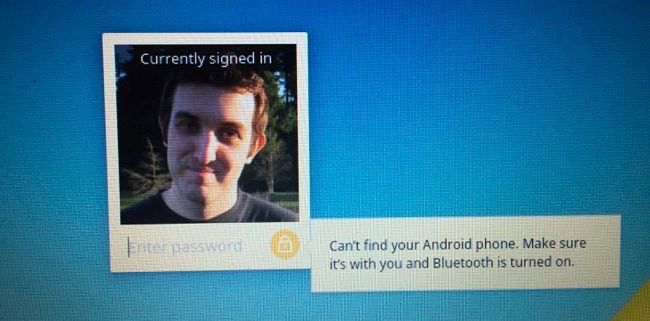 Currently signed in
Enter password
Can't find your Android phone. Make sure
it's with you and Bluetooth is turned on.